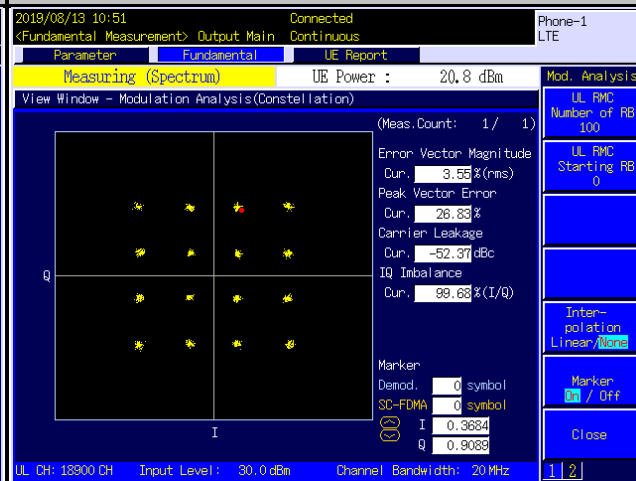 2019/08/13 10:51 Connected Phone-1
<Fundamental Measurement> Output Main Continuous LTE
Parameter Fundamental UE Report
Measuring (Spectrum) UE Power : 20.8 dBm Mod. Analysis
View Window - Modulation Analysis(Constellation)
(Meas.Count: 1/ 1)
Error Vector Magnitude
Cur. 3.55 %(rms)
Peak Vector Error
Cur. 26.83 %
Carrier Leakage
Cur. -52.37 dBc
IQ Imbalance
Cur. 99.68 %(I/Q)
Q
I
Marker
Demod. 0 symbol
SC-FDMA 0 symbol
I 0.3684
Q 0.9089
UL RMC
Number of RB
100
UL RMC
Starting RB
0
Inter-
polation
Linear/None
Marker
On / Off
Close
UL CH: 18900 CH Input Level: 30.0 dBm Channel Bandwidth: 20 MHz 1 2